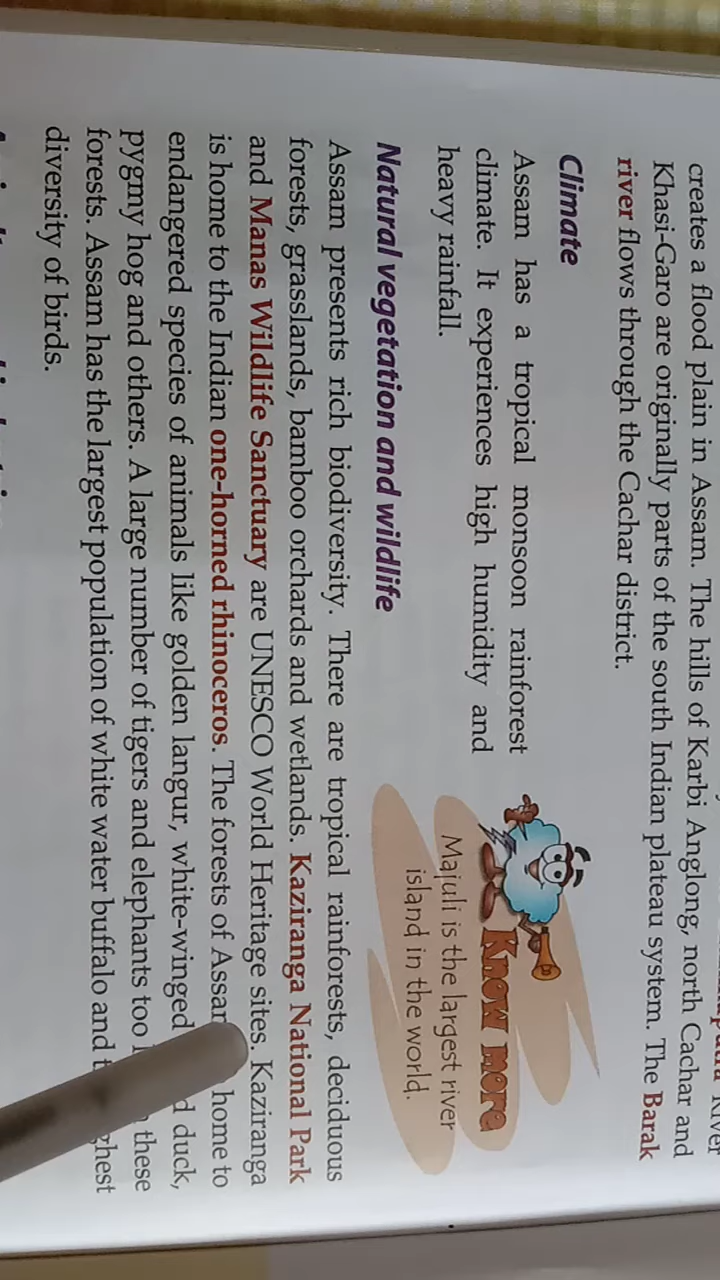 River
creates a flood plain in Assam. The hills of Karbi Anglong, north Cachar and
Khasi-Garo are originally parts of the south Indian plateau system. The Barak
river flows through the Cachar district.
Climate
Assam has a tropical monsoon rainforest
climate. It experiences high humidity and
heavy rainfall.
Know more
Majuli is the largest river
island in the world.
Natural vegetation and wildlife
Assam presents rich biodiversity. There are tropical rainforests, deciduous
forests, grasslands, bamboo orchards and wetlands. Kaziranga National Park
and Manas Wildlife Sanctuary are UNESCO World Heritage sites. Kaziranga
is home to the Indian one-horned rhinoceros. The forests of home to
endangered species of animals like golden langur, white-winged duck,
pygmy hog and others. A large number of tigers and elephants too these
forests. Assam has the largest population of white water buffalo and
diversity of birds.